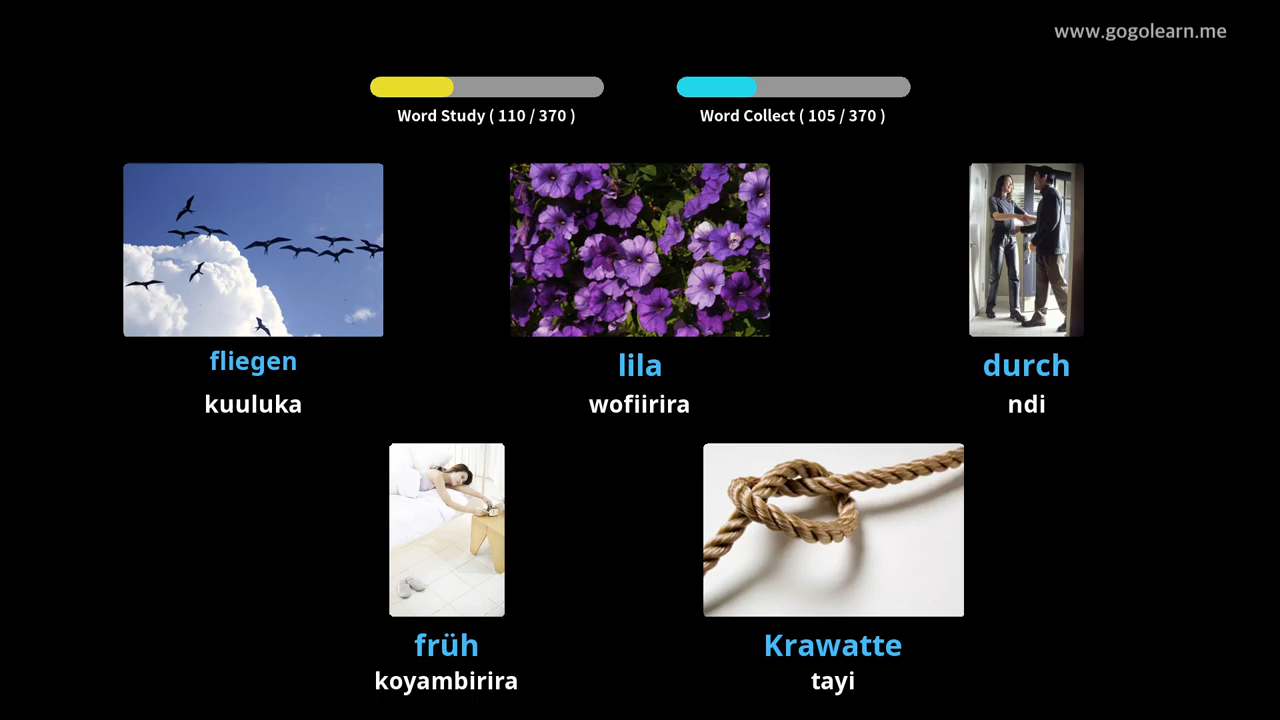 www.gogolearn.me
Word Study ( 110 / 370 )
Word Collect ( 105 / 370 )
fliegen
kuuluka
lila
wofiirira
durch
ndi
früh
koyambirira
Krawatte
tayi